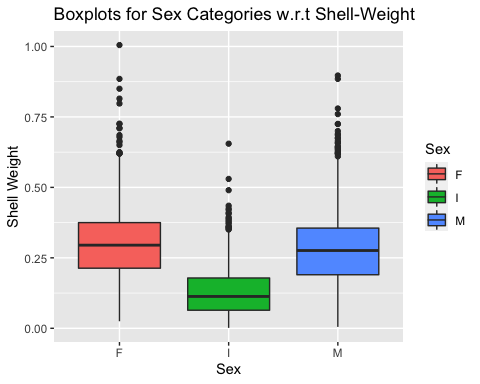 Boxplots for Sex Categories w.r.t Shell-Weight
1.00
0.75
0.50
0.25
0.00
Shell Weight
F
I
M
Sex
Sex
F
I
M